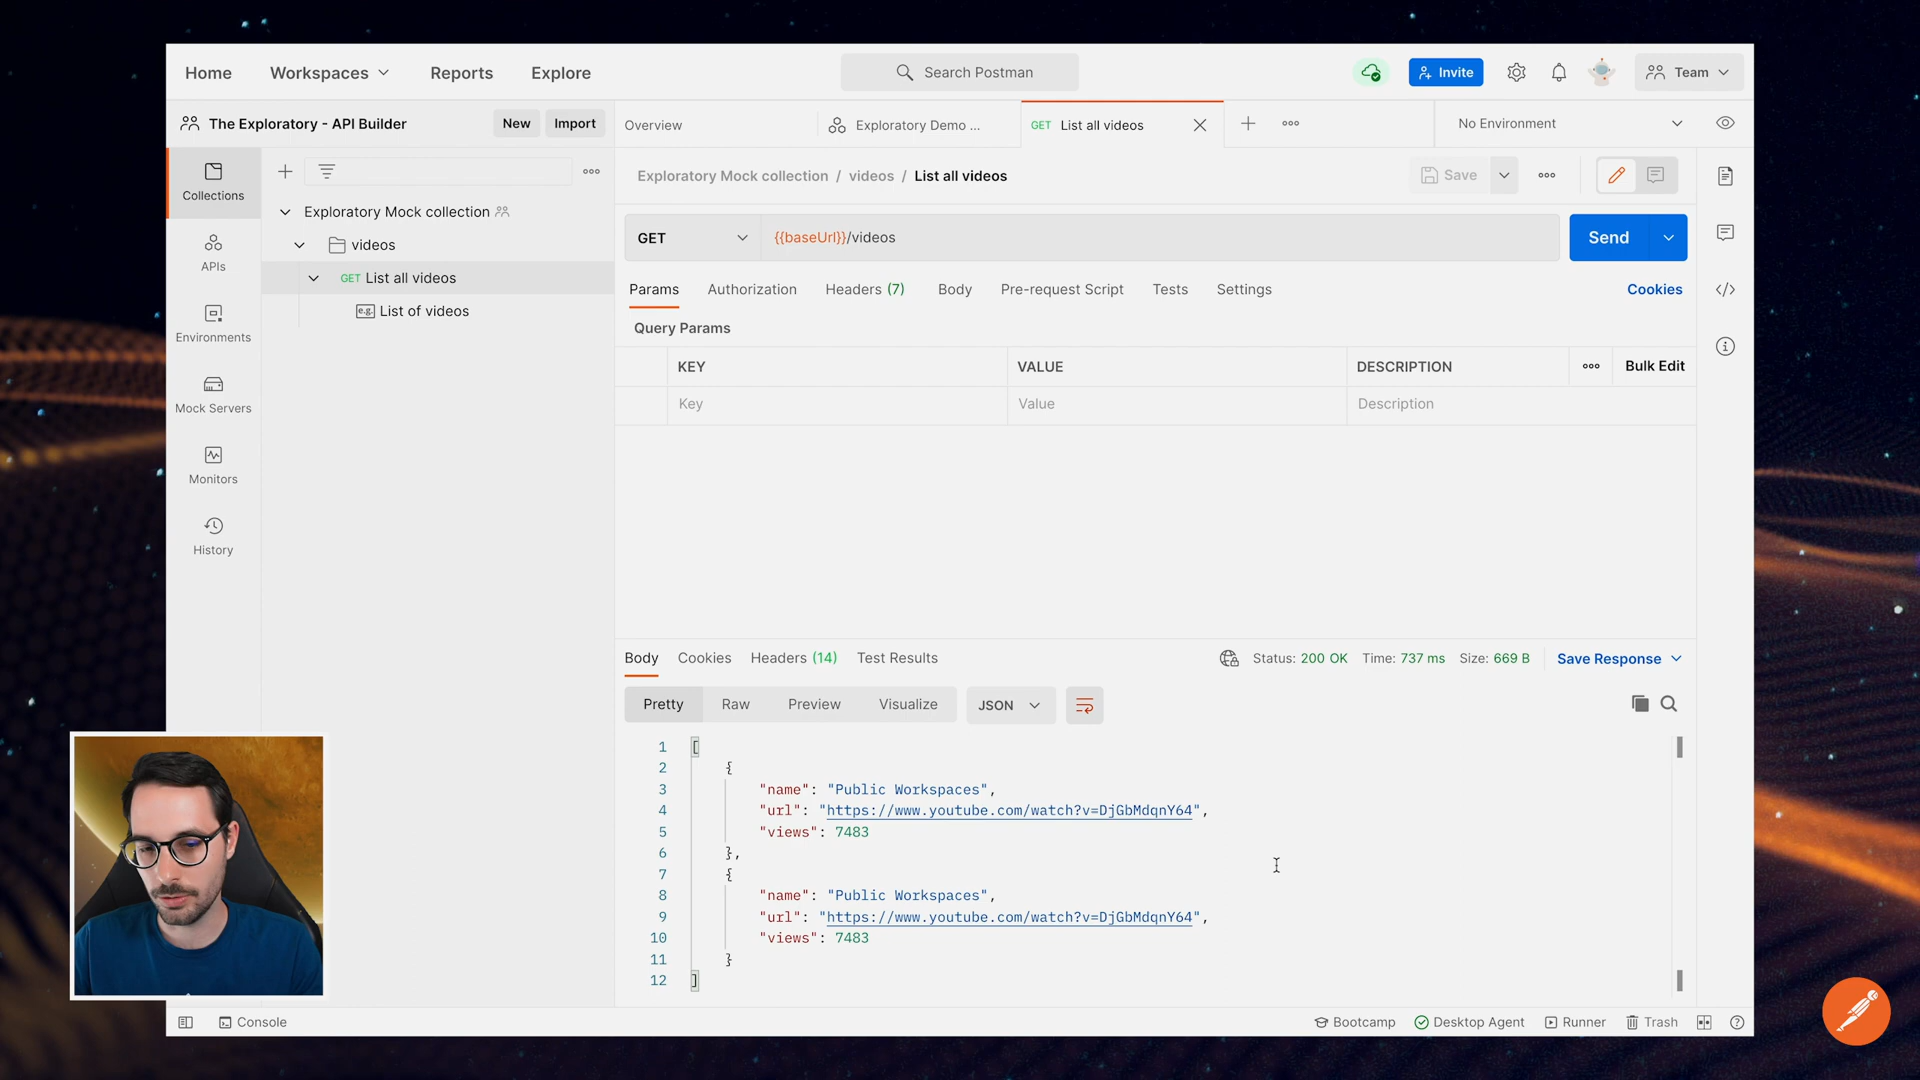 Home Workspaces Reports Explore Search Postman Invite Team
The Exploratory - API Builder New Import Overview Exploratory Demo ... GET List all videos No Environment
Collections
APIs
Environments
Mock Servers
Monitors
History
Exploratory Mock collection
videos
GET List all videos
e.g. List of videos
Exploratory Mock collection / videos / List all videos Save
GET {{baseUrl}}/videos Send
Params Authorization Headers (7) Body Pre-request Script Tests Settings Cookies
Query Params
KEY VALUE DESCRIPTION Bulk Edit
Key Value Description
Body Cookies Headers (14) Test Results Status: 200 OK Time: 737 ms Size: 669 B Save Response
Pretty Raw Preview Visualize JSON
1 [
2 {
3 "name": "Public Workspaces",
4 "url": "https://www.youtube.com/watch?v=DjGbMdqnY64",
5 "views": 7483
6 },
7 {
8 "name": "Public Workspaces",
9 "url": "https://www.youtube.com/watch?v=DjGbMdqnY64",
10 "views": 7483
11 }
12 ]
Console Bootcamp Desktop Agent Runner Trash